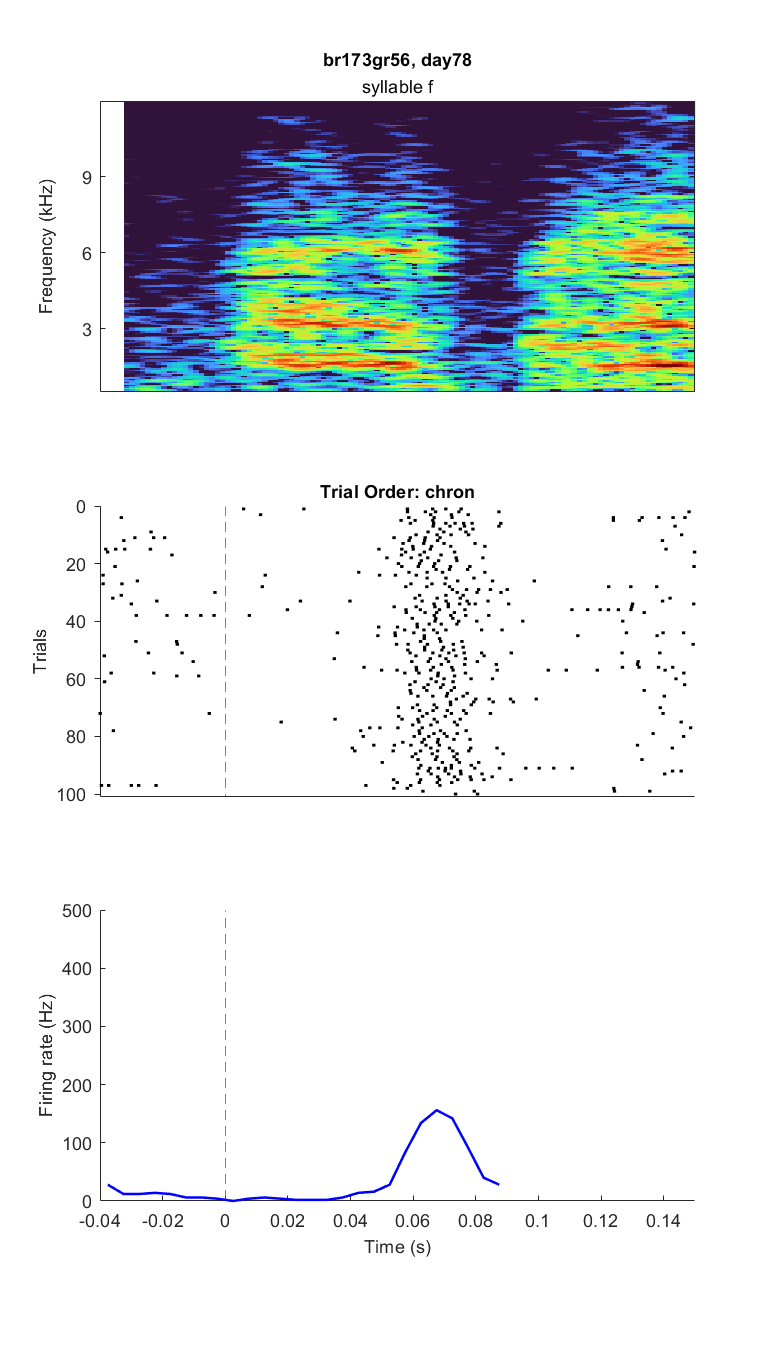 br173gr56, day78
syllable f
9
6
3
Frequency (kHz)
Trial Order: chron
0
20
40
60
80
100
Trials
500
400
300
200
100
0
Firing rate (Hz)
-0.04 -0.02 0 0.02 0.04 0.06 0.08 0.1 0.12 0.14
Time (s)